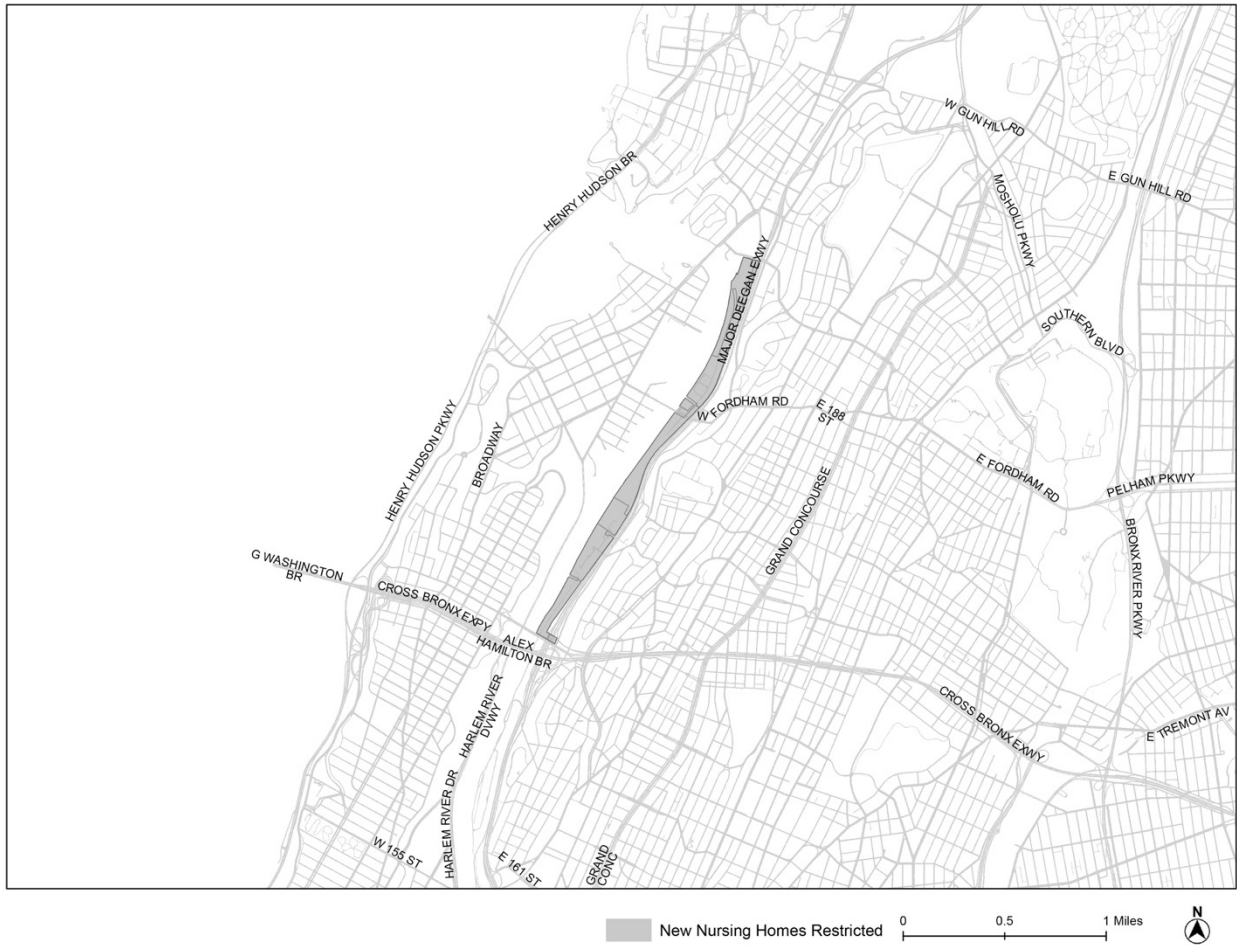 W GUN HILL RD
E GUN HILL RD
MOSHOLU PKWY
HENRY HUDSON BR
MAJOR DEEGAN EXWY
SOUTHERN BLVD
W FORDHAM RD
E 188
ST
HENRY HUDSON PKWY
BROADWAY
E FORDHAM RD
PELHAM PKWY
GRAND CONCOURSE
BRONX RIVER PKWY
G WASHINGTON
BR
CROSS BRONX EXPY
ALEX
HAMILTON BR
HARLEM RIVER
DVWY
CROSS BRONX EXWY
E TREMONT AV
HARLEM RIVER DR
W 155 ST
E 161 ST
GRAND
CONC
New Nursing Homes Restricted
0 0.5 1 Miles
N